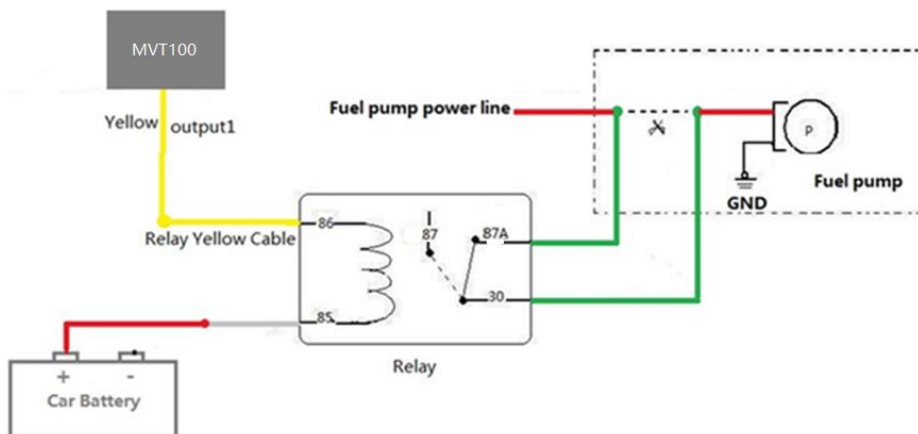 MVT100
Yellow
output1
Fuel pump power line
P
Fuel pump
GND
Relay Yellow Cable
86
87
87A
30
85
Relay
+ -
Car Battery